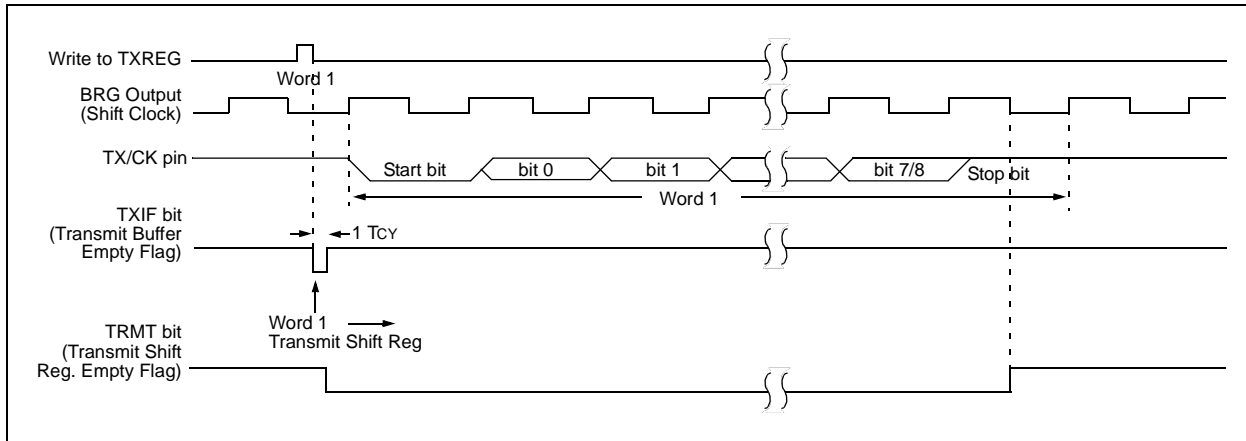 Write to TXREG
Word 1
BRG Output
(Shift Clock)
TX/CK pin
Start bit
bit 0
bit 1
bit 7/8
Stop bit
Word 1
TXIF bit
(Transmit Buffer
Empty Flag)
1 TCY
Word 1
Transmit Shift Reg
TRMT bit
(Transmit Shift
Reg. Empty Flag)